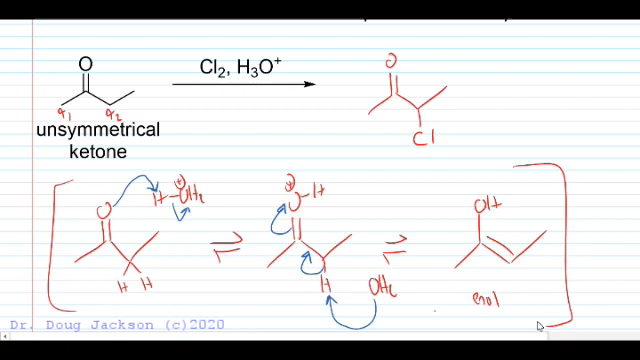 O
Cl2, H3O+
O
α1 α2
Cl
unsymmetrical
ketone
O H-OH2 ⊕
⊕ O-H
OH
H H
H OH2
enol
Dr. Doug Jackson (c)2020